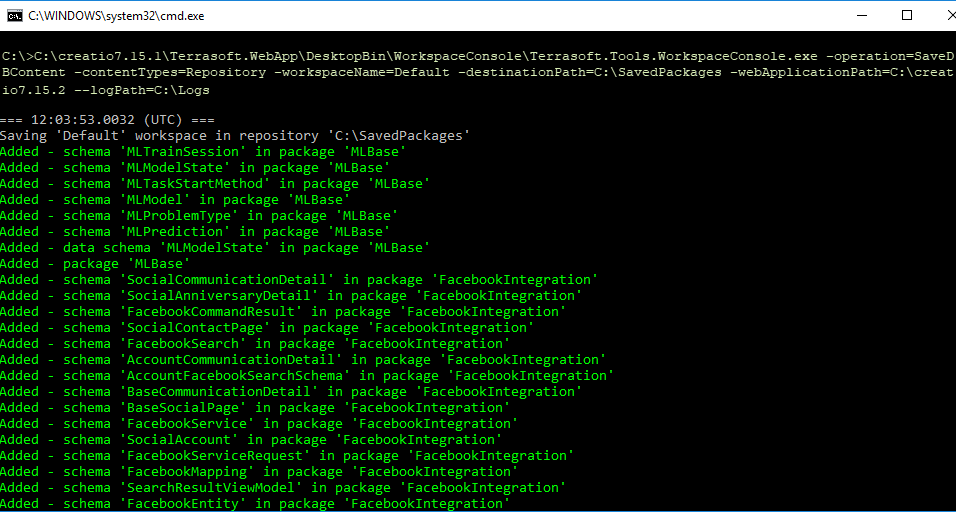 C:\WINDOWS\system32\cmd.exe
C:\>C:\creatio7.15.1\Terrasoft.WebApp\DesktopBin\WorkspaceConsole\Terrasoft.Tools.WorkspaceConsole.exe -operation=SaveD
BContent -contentTypes=Repository -workspaceName=Default -destinationPath=C:\SavedPackages -webApplicationPath=C:\creat
io7.15.2 --logPath=C:\Logs
=== 12:03:53.0032 (UTC) ===
Saving 'Default' workspace in repository 'C:\SavedPackages'
Added - schema 'MLTrainSession' in package 'MLBase'
Added - schema 'MLModelState' in package 'MLBase'
Added - schema 'MLTaskStartMethod' in package 'MLBase'
Added - schema 'MLModel' in package 'MLBase'
Added - schema 'MLProblemType' in package 'MLBase'
Added - schema 'MLPrediction' in package 'MLBase'
Added - data schema 'MLModelState' in package 'MLBase'
Added - package 'MLBase'
Added - schema 'SocialCommunicationDetail' in package 'FacebookIntegration'
Added - schema 'SocialAnniversaryDetail' in package 'FacebookIntegration'
Added - schema 'FacebookCommandResult' in package 'FacebookIntegration'
Added - schema 'SocialContactPage' in package 'FacebookIntegration'
Added - schema 'FacebookSearch' in package 'FacebookIntegration'
Added - schema 'AccountCommunicationDetail' in package 'FacebookIntegration'
Added - schema 'AccountFacebookSearchSchema' in package 'FacebookIntegration'
Added - schema 'BaseCommunicationDetail' in package 'FacebookIntegration'
Added - schema 'BaseSocialPage' in package 'FacebookIntegration'
Added - schema 'FacebookService' in package 'FacebookIntegration'
Added - schema 'SocialAccount' in package 'FacebookIntegration'
Added - schema 'FacebookServiceRequest' in package 'FacebookIntegration'
Added - schema 'FacebookMapping' in package 'FacebookIntegration'
Added - schema 'SearchResultViewModel' in package 'FacebookIntegration'
Added - schema 'FacebookEntity' in package 'FacebookIntegration'